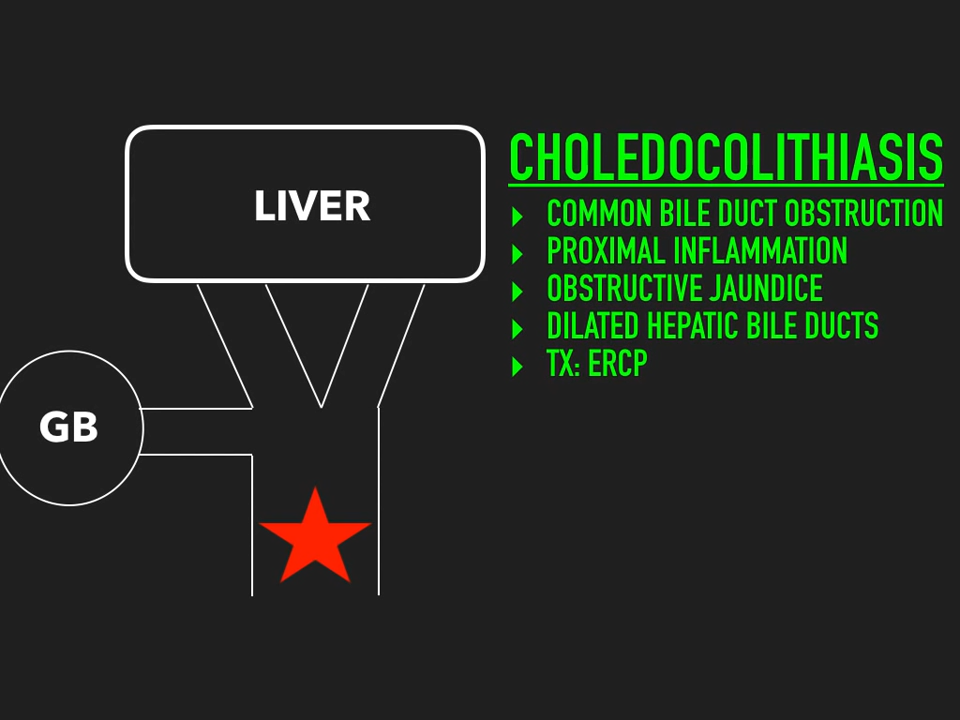 LIVER
GB
CHOLEDOCOLITHIASIS
▸ COMMON BILE DUCT OBSTRUCTION
▸ PROXIMAL INFLAMMATION
▸ OBSTRUCTIVE JAUNDICE
▸ DILATED HEPATIC BILE DUCTS
▸ TX: ERCP